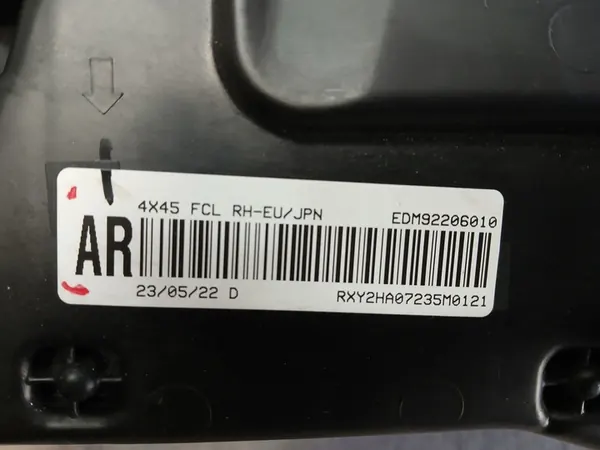 4X45 FCL RH-EU/JPN EDM92206010
AR
23/05/22 D RXY2HA07235M0121